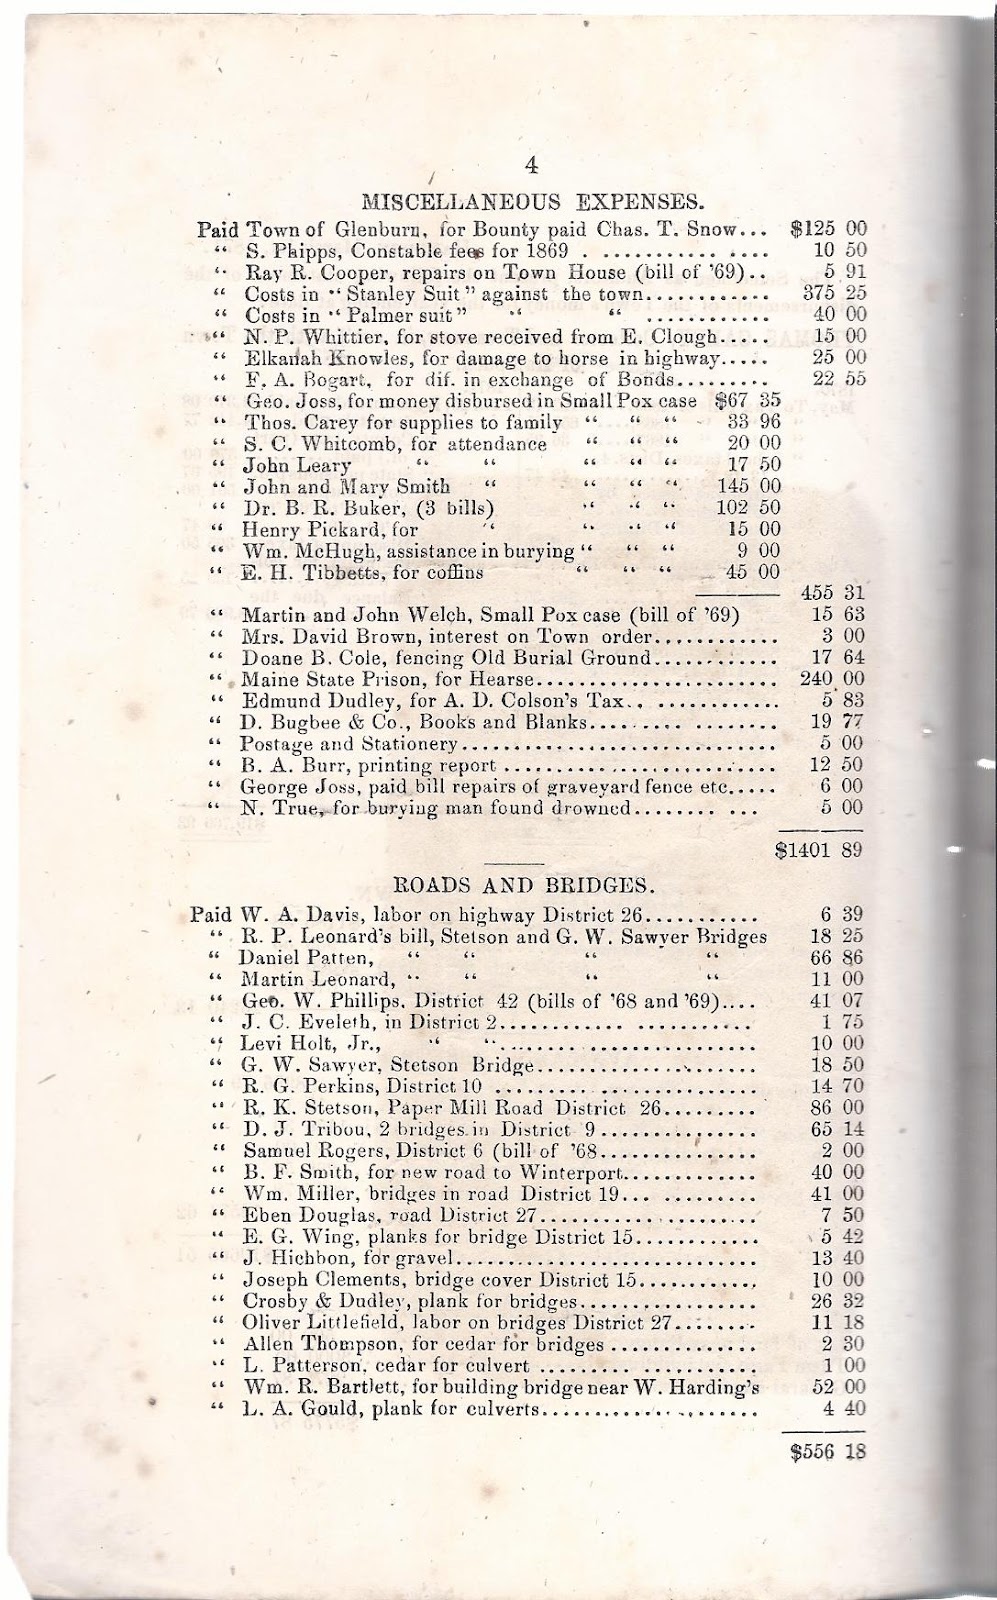 4
MISCELLANEOUS EXPENSES.
Paid Town of Glenburn, for Bounty paid Chas. T. Snow... $125 00
“ S. Phipps, Constable fees for 1869 . ........... .... 10 50
“ Ray R. Cooper, repairs on Town House (bill of ’69).. 5 91
“ Costs in “Stanley Suit” against the town............ 375 25
“ Costs in “Palmer suit” “ “ ............ 40 00
“ N. P. Whittier, for stove received from E. Clough..... 15 00
“ Elkanah Knowles, for damage to horse in highway..... 25 00
“ F. A. Bogart, for dif. in exchange of Bonds......... 22 55
“ Geo. Joss, for money disbursed in Small Pox case $67 35
“ Thos. Carey for supplies to family “ “ “ - 33 96
“ S. C. Whitcomb, for attendance “ “ “ 20 00
“ John Leary “ “ “ “ “ 17 50
“ John and Mary Smith “ “ “ “ 145 00
“ Dr. B. R. Buker, (3 bills) “ “ “ 102 50
“ Henry Pickard, for “ “ “ “ 15 00
“ Wm. McHugh, assistance in burying “ “ “ 9 00
“ E. H. Tibbetts, for coffins “ “ “ 45 00
455 31
“ Martin and John Welch, Small Pox case (bill of ’69) 15 63
“ Mrs. David Brown, interest on Town order............ 3 00
“ Doane B. Cole, fencing Old Burial Ground............ 17 64
“ Maine State Prison, for Hearse....................... 240 00
“ Edmund Dudley, for A. D. Colson’s Tax.. ............ 5 83
“ D. Bugbee & Co., Books and Blanks.................. 19 77
“ Postage and Stationery.............................. 5 00
“ B. A. Burr, printing report .......................... 12 50
“ George Joss, paid bill repairs of graveyard fence etc..... 6 00
“ N. True, for burying man found drowned........ ... 5 00
$1401 89
ROADS AND BRIDGES.
Paid W. A. Davis, labor on highway District 26........... 6 39
“ R. P. Leonard’s bill, Stetson and G. W. Sawyer Bridges 18 25
“ Daniel Patten, “ “ “ “ 66 86
“ Martin Leonard, “ “ “ “ 11 00
“ Geo. W. Phillips, District 42 (bills of ’68 and ’69).... 41 07
“ J. C. Eveleth, in District 2............ ........... 1 75
“ Levi Holt, Jr., “ “......... ................. 10 00
“ G. W. Sawyer, Stetson Bridge..................... 18 50
“ R. G. Perkins, District 10 ......................... 14 70
“ R. K. Stetson, Paper Mill Road District 26......... 86 00
“ D. J. Tribou, 2 bridges in District 9............... 65 14
“ Samuel Rogers, District 6 (bill of ’68............... 2 00
“ B. F. Smith, for new road to Winterport............. 40 00
“ Wm. Miller, bridges in road District 19... ......... 41 00
“ Eben Douglas, road District 27..................... 7 50
“ E. G. Wing, planks for bridge District 15............ 5 42
“ J. Hichbon, for gravel............................. 13 40
“ Joseph Clements, bridge cover District 15............ 10 00
“ Crosby & Dudley, plank for bridges................. 26 32
“ Oliver Littlefield, labor on bridges District 27........ 11 18
“ Allen Thompson, for cedar for bridges .............. 2 30
“ L. Patterson, cedar for culvert ......... ........... 1 00
“ Wm. R. Bartlett, for building bridge near W. Harding’s 52 00
“ L. A. Gould, plank for culverts..................... 4 40
$556 18